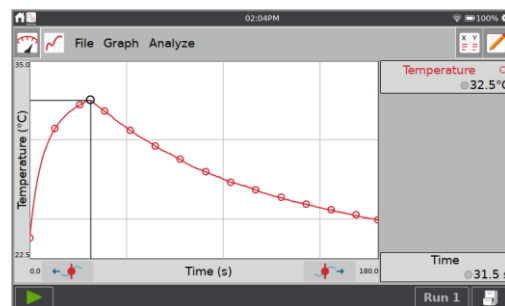 02:04PM
100%
File Graph Analyze
X Y
Temperature
32.5°C
35.0
Temperature (°C)
22.5
0.0
Time (s)
180.0
Time
31.5 s
Run 1